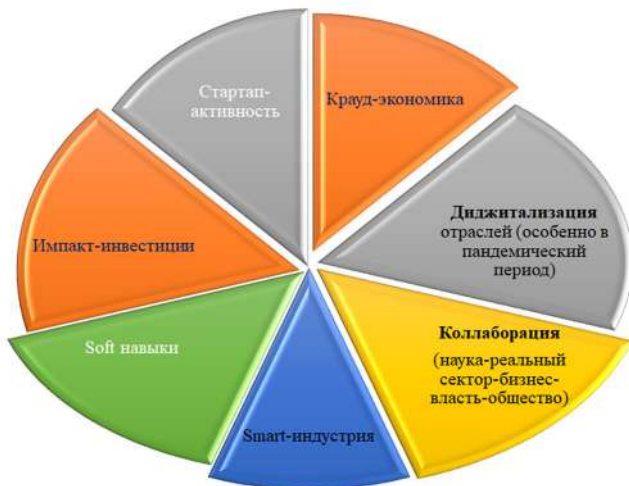 Стартап-
активность
Крауд-экономика
Диджитализация
отраслей (особенно в
пандемический
период)
Коллаборация
(наука-реальный
сектор-бизнес-
власть-общество)
Smart-индустрия
Soft навыки
Импакт-инвестиции